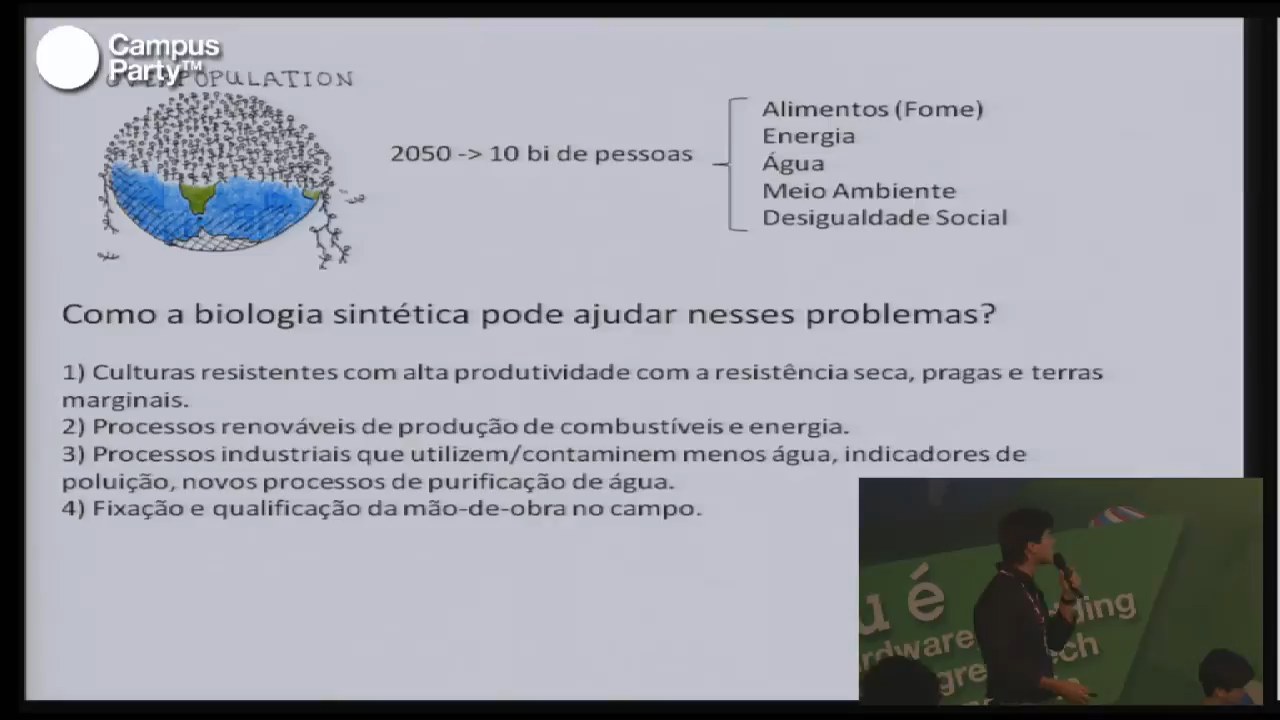 Campus
Party™
OVERPOPULATION
2050 -> 10 bi de pessoas
Alimentos (Fome)
Energia
Água
Meio Ambiente
Desigualdade Social
Como a biologia sintética pode ajudar nesses problemas?
1) Culturas resistentes com alta produtividade com a resistência seca, pragas e terras
marginais.
2) Processos renováveis de produção de combustíveis e energia.
3) Processos industriais que utilizem/contaminem menos água, indicadores de
poluição, novos processos de purificação de água.
4) Fixação e qualificação da mão-de-obra no campo.
é